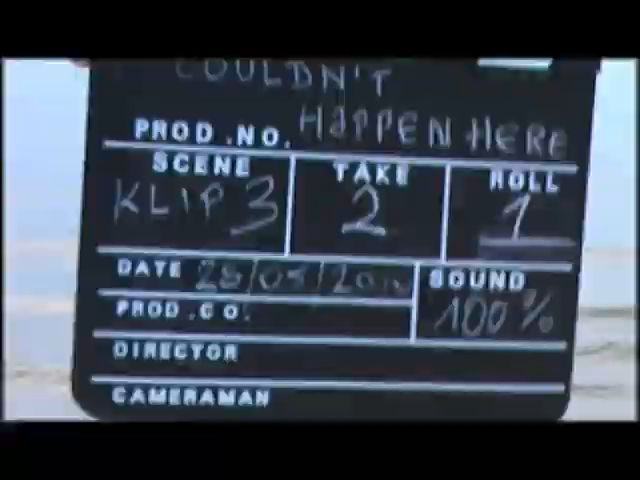 COULDN'T
PROD.NO. HAPPEN HERE
SCENE TAKE ROLL
KLIP 3 2 1
DATE SOUND
100%
PROD.CO.
DIRECTOR
CAMERAMAN